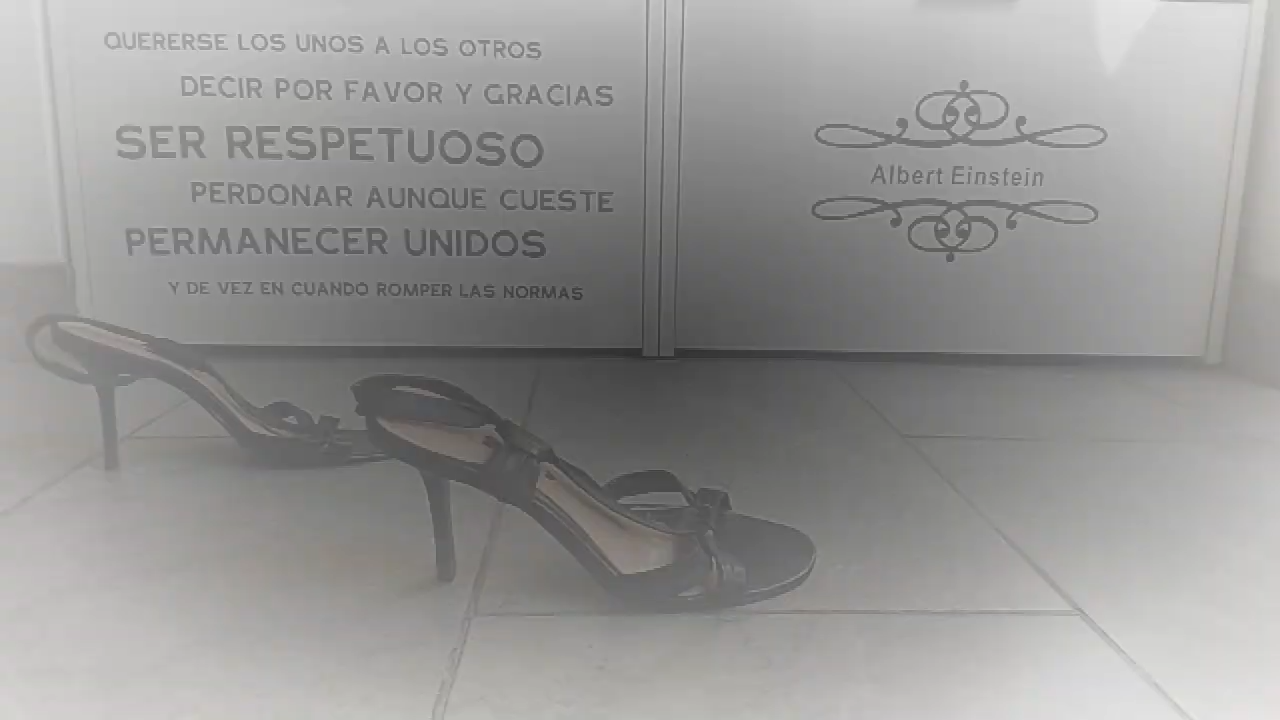 QUERERSE LOS UNOS A LOS OTROS
DECIR POR FAVOR Y GRACIAS
SER RESPETUOSO
PERDONAR AUNQUE CUESTE
PERMANECER UNIDOS
Y DE VEZ EN CUANDO ROMPER LAS NORMAS
Albert Einstein